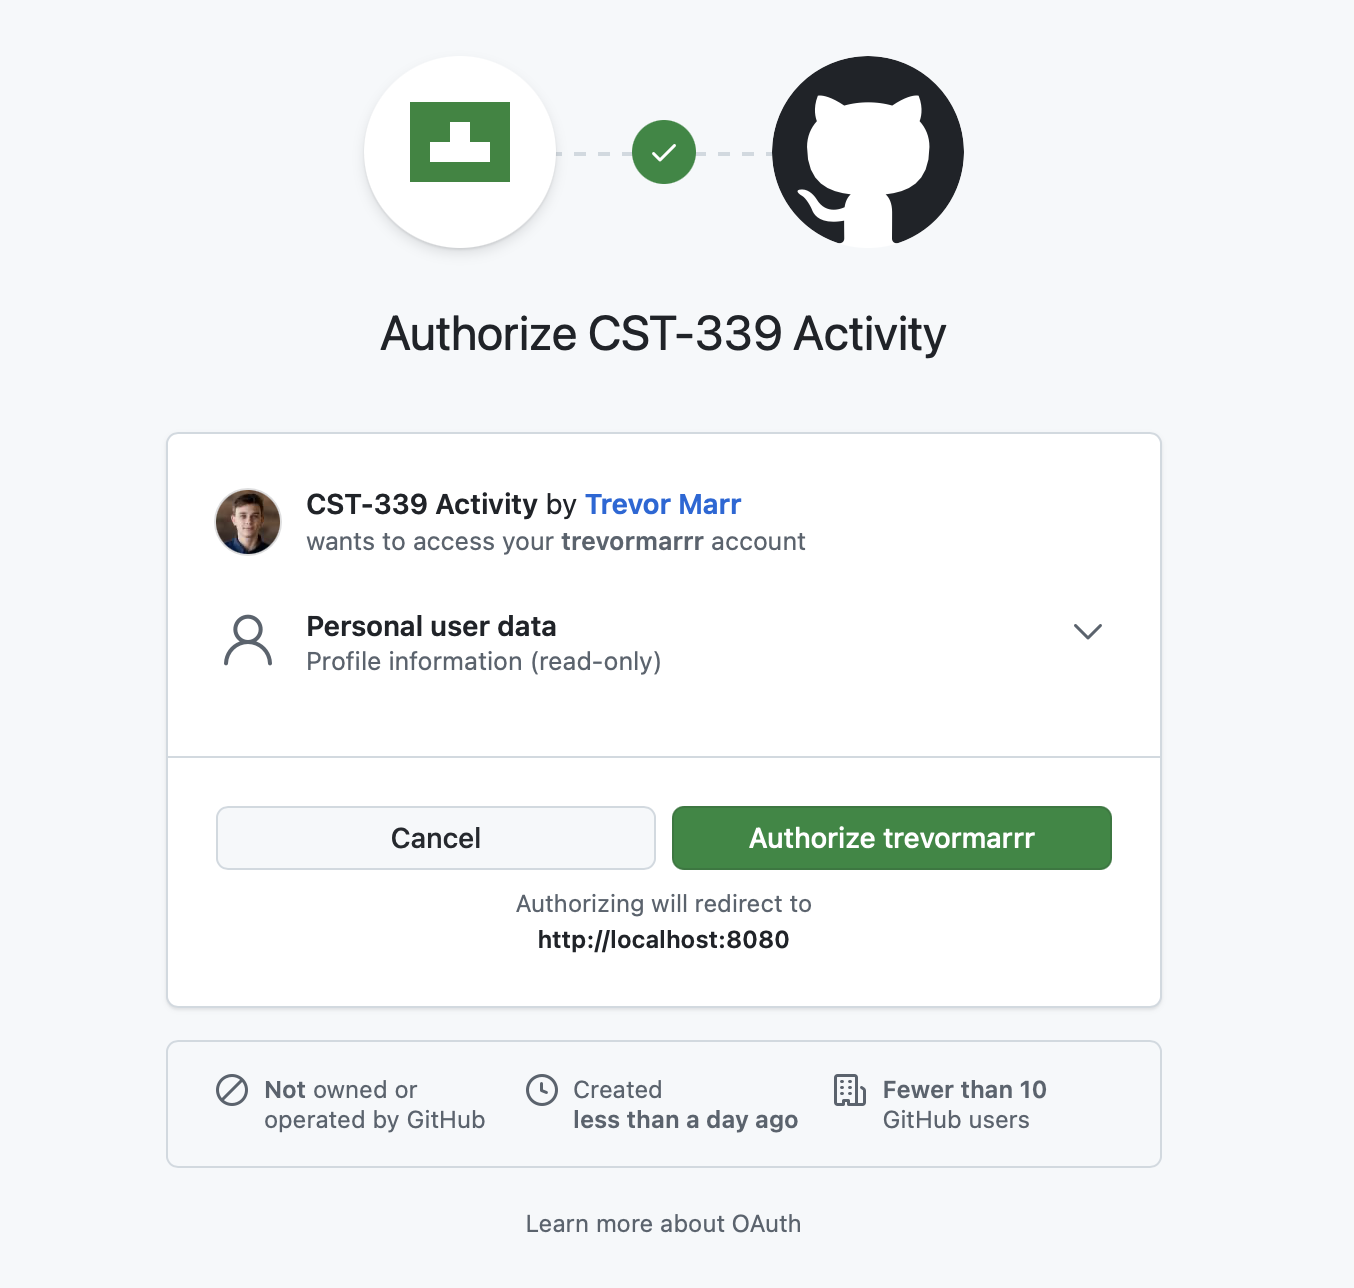 Authorize CST-339 Activity
CST-339 Activity by Trevor Marr
wants to access your trevormarrr account
Personal user data
Profile information (read-only)
Cancel
Authorize trevormarrr
Authorizing will redirect to
http://localhost:8080
Not owned or
operated by GitHub
Created
less than a day ago
Fewer than 10
GitHub users
Learn more about OAuth